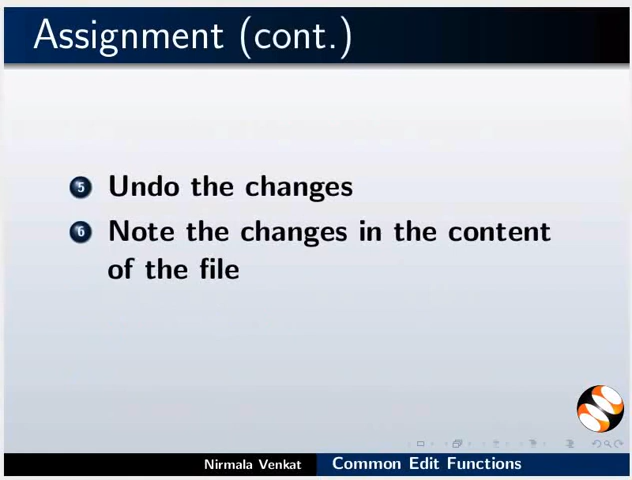 Assignment (cont.)
5 Undo the changes
6 Note the changes in the content
of the file
Nirmala Venkat Common Edit Functions